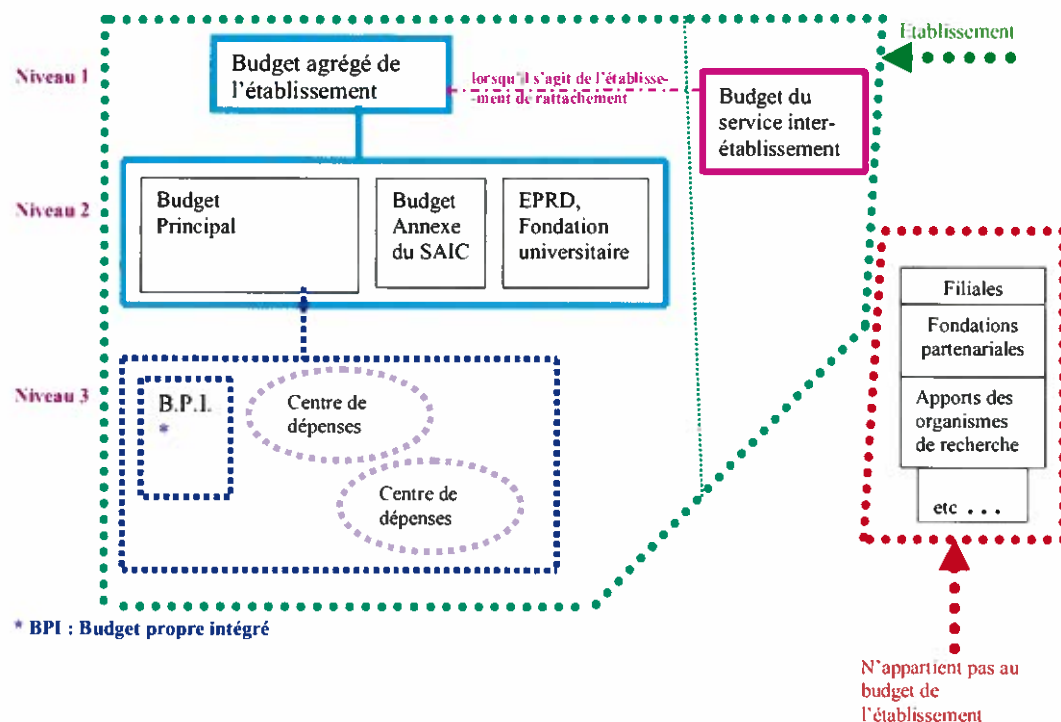 Etablissement
Niveau 1
Budget agrégé de
l'établissement
lorsqu'il s'agit de l'établisse-
-ment de rattachement
Budget du
service inter-
établissement
Niveau 2
Budget
Principal
Budget
Annexe
du SAIC
EPRD,
Fondation
universitaire
Filiales
Fondations
partenariales
Apports des
organismes
de recherche
etc . . .
Niveau 3
B.P.I.
*
Centre de
dépenses
Centre de
dépenses
* BPI : Budget propre intégré
N'appartient pas au
budget de
l'établissement